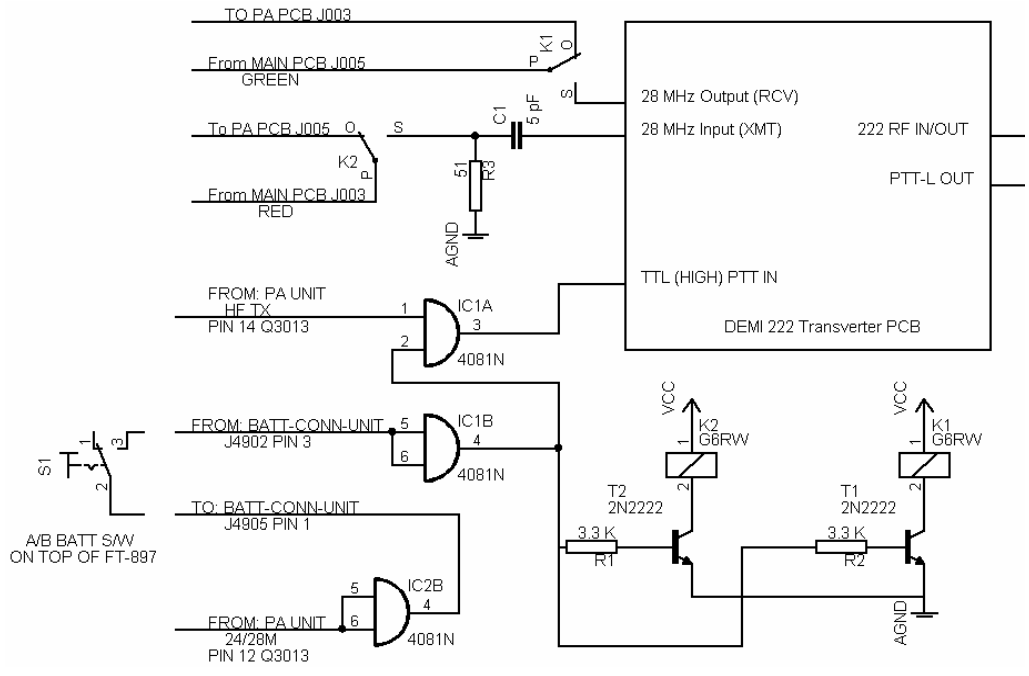 TO PA PCB J003
K1
O
P
From MAIN PCB J005
GREEN
S
28 MHz Output (RCV)
C1
5 pF
To PA PCB J005
O
S
28 MHz Input (XMT)
222 RF IN/OUT
K2
P
51
R3
PTT-L OUT
From MAIN PCB J003
RED
AGND
TTL (HIGH) PTT IN
FROM: PA UNIT
HF TX
PIN 14 Q3013
1
2
3
IC1A
4081N
DEMI 222 Transverter PCB
VCC
K2
G6RW
1
2
VCC
K1
G6RW
1
2
FROM: BATT-CONN-UNIT
J4902 PIN 3
5
6
4
IC1B
4081N
S1
1
3
2
TO: BATT-CONN-UNIT
J4905 PIN 1
T2
2N2222
T1
2N2222
3.3 K
R1
3.3 K
R2
A/B BATT S/W
ON TOP OF FT-897
IC2B
5
6
4
4081N
AGND
FROM: PA UNIT
24/28M
PIN 12 Q3013